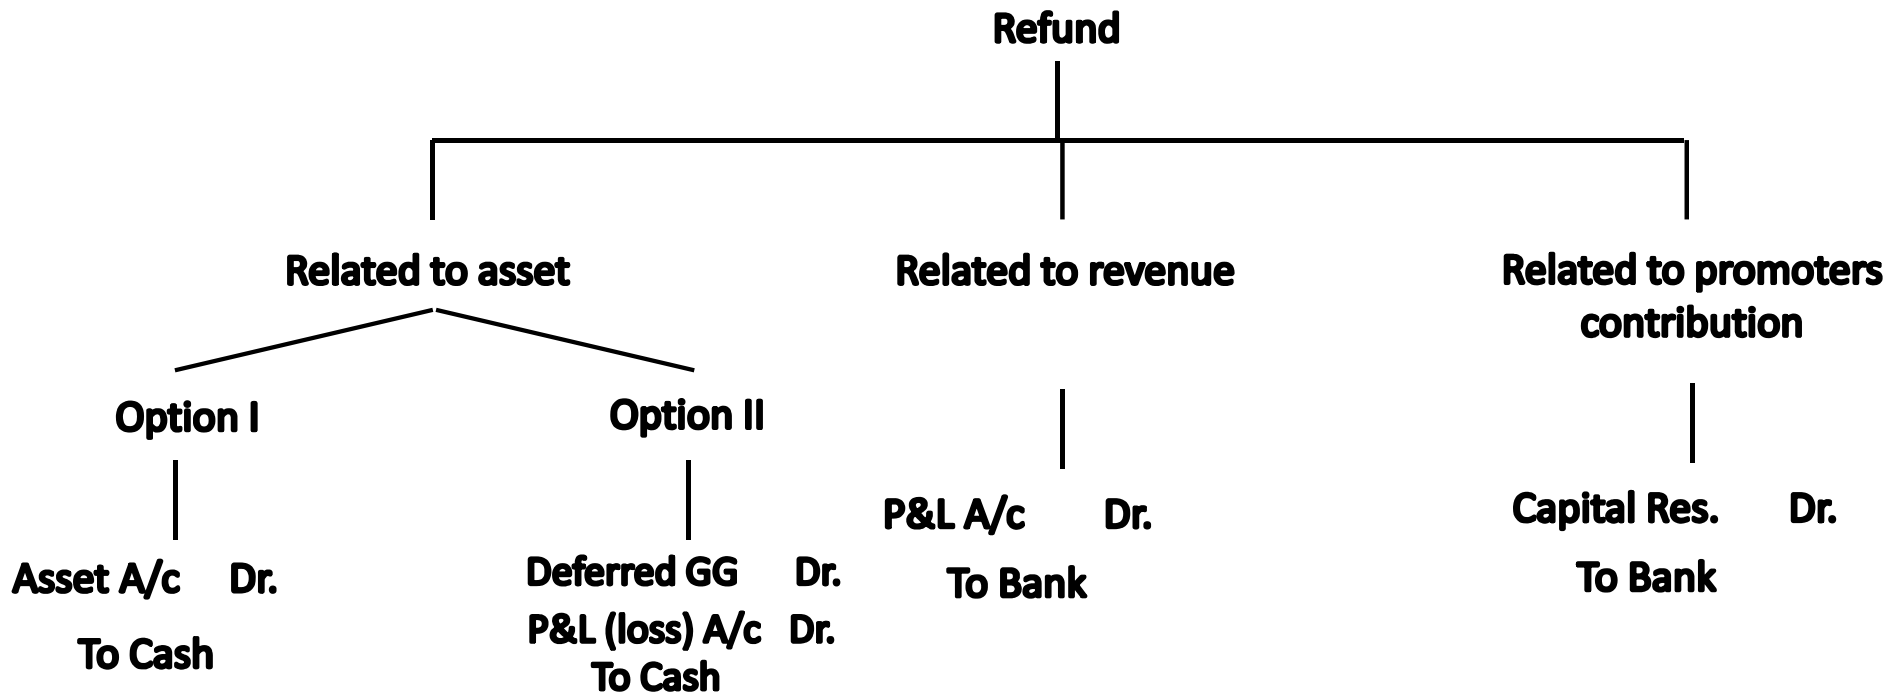 Refund
Related to asset
Related to revenue
Related to promoters
contribution
Option I
Option II
Asset A/c Dr.
To Cash
Deferred GG Dr.
P&L (loss) A/c Dr.
To Cash
P&L A/c Dr.
To Bank
Capital Res. Dr.
To Bank